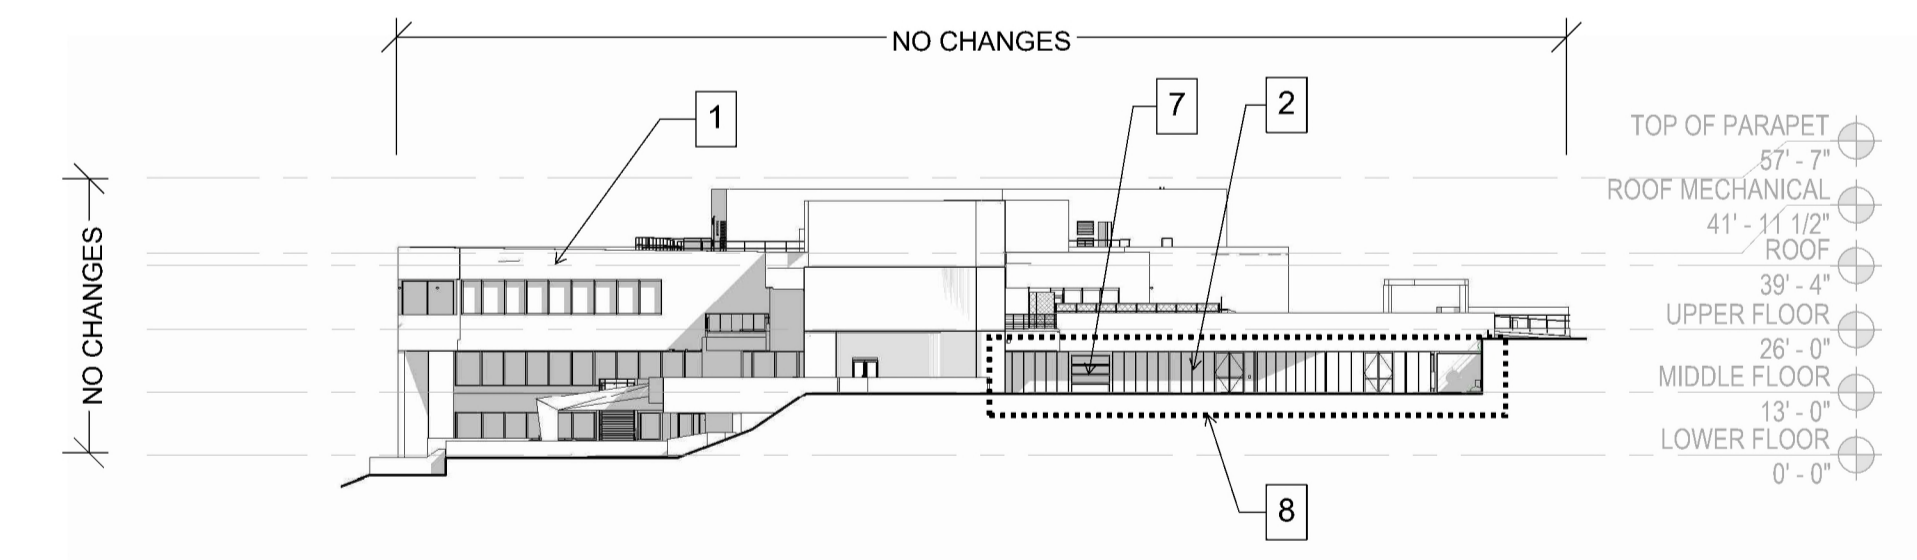 NO CHANGES
7
2
1
TOP OF PARAPET
57' - 7"
ROOF MECHANICAL
41' - 11 1/2"
ROOF
39' - 4"
UPPER FLOOR
26' - 0"
MIDDLE FLOOR
13' - 0"
LOWER FLOOR
0' - 0"
NO CHANGES
8